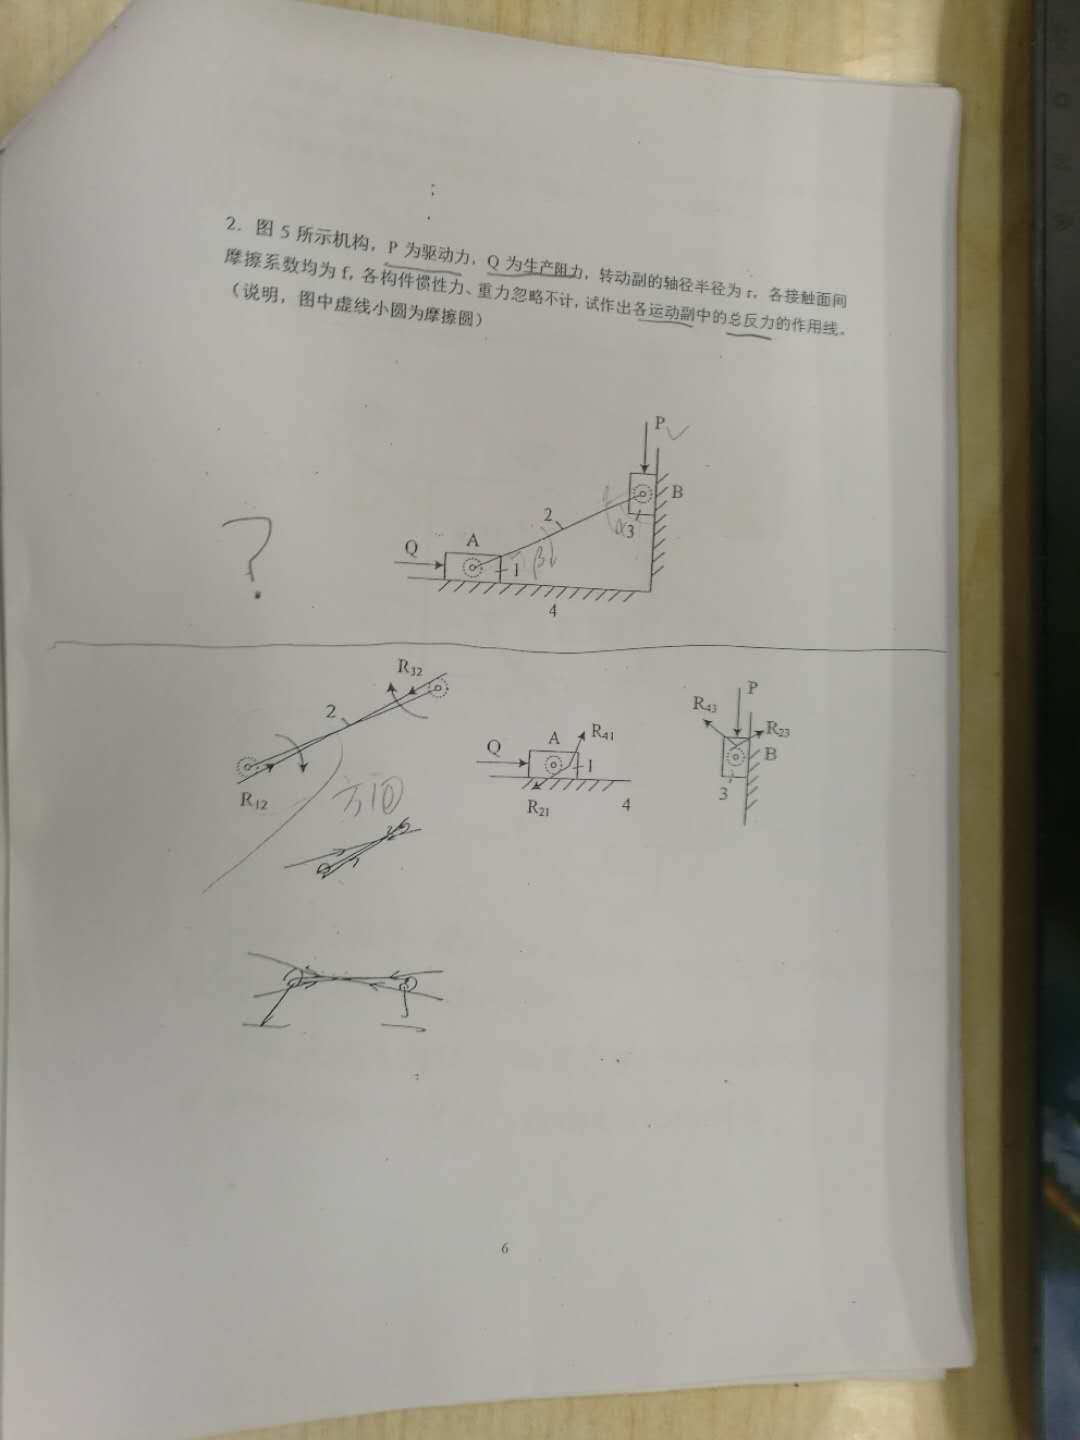 2. 图 5 所示机构，P 为驱动力，Q 为生产阻力，转动副的轴径半径为 r，各接触面间
摩擦系数均为 f，各构件惯性力、重力忽略不计，试作出各运动副中的总反力的作用线。
（说明，图中虚线小圆为摩擦圆）
P
B
2
α
3
A
Q
1
β
?
4
R32
P
R43
2
R41
R23
A
Q
B
1
3
R12
方向
R21
4
6